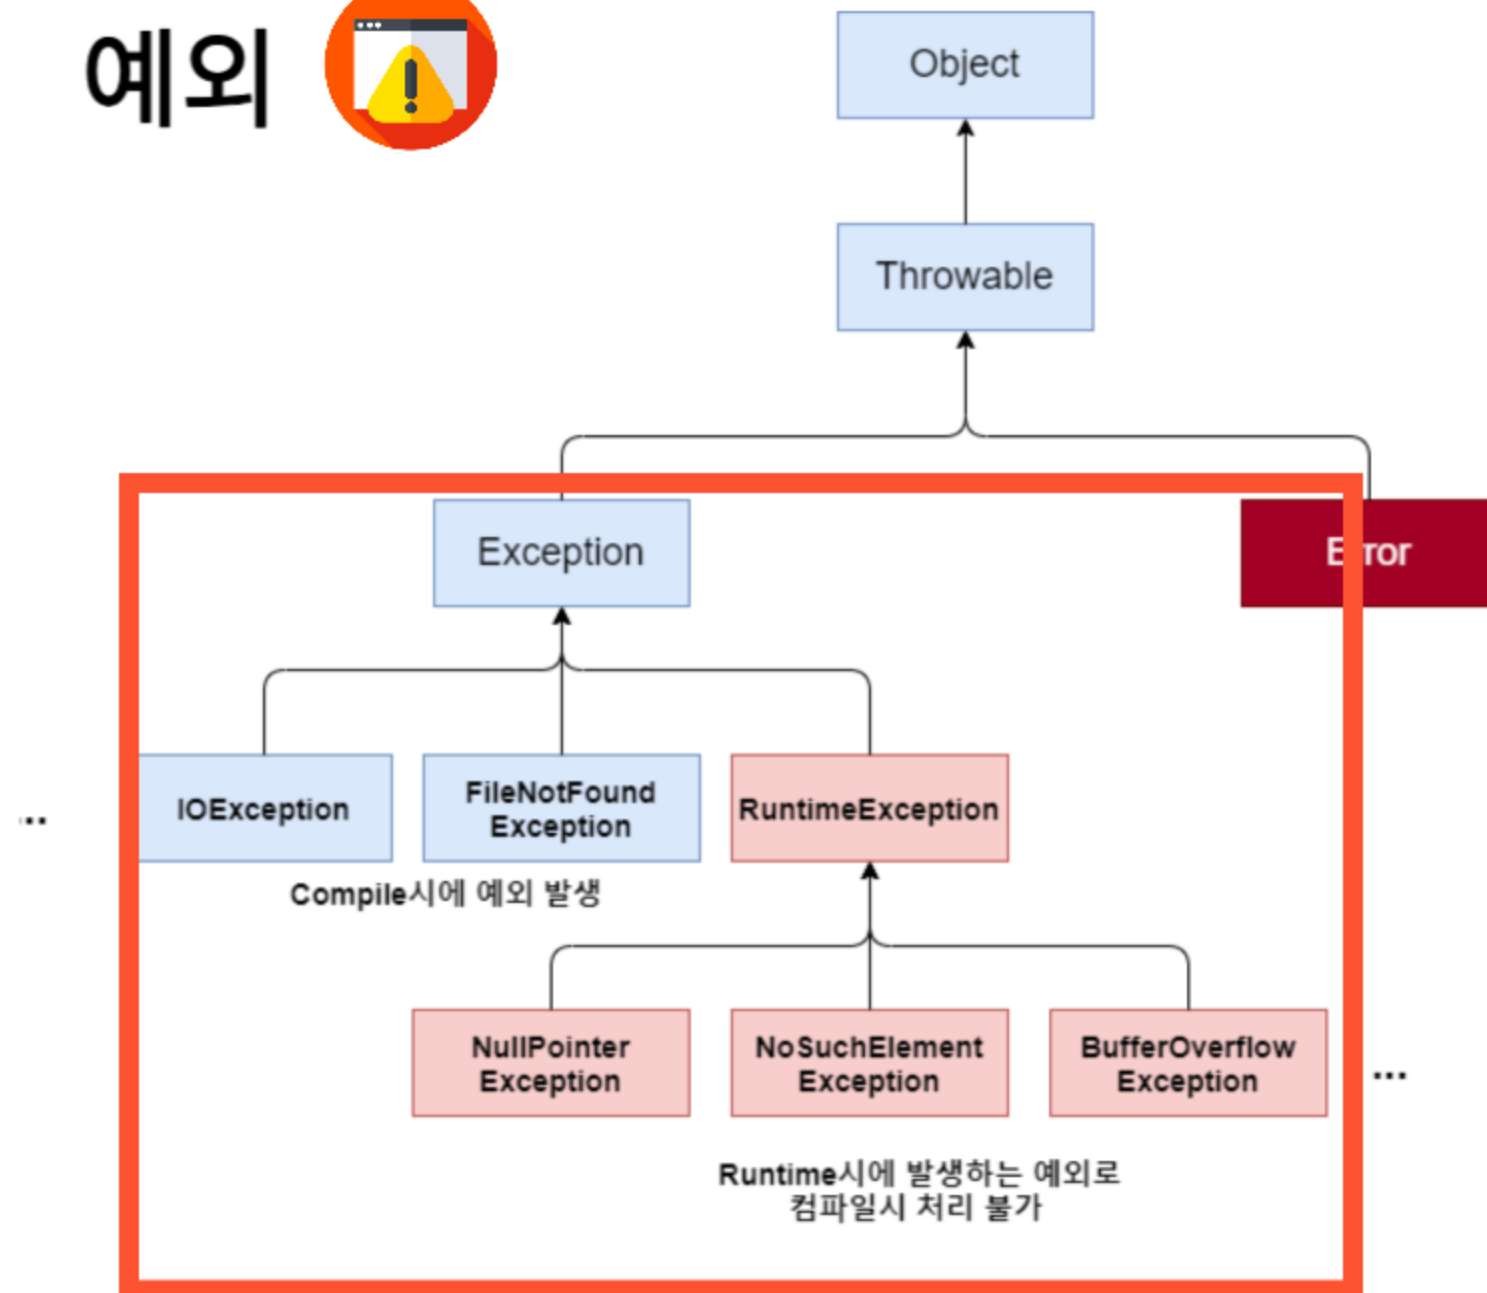 예외
Object
Throwable
Exception
Error
...
IOException
FileNotFound
Exception
RuntimeException
Compile시에 예외 발생
NullPointer
Exception
NoSuchElement
Exception
BufferOverflow
Exception
...
Runtime시에 발생하는 예외로
컴파일시 처리 불가